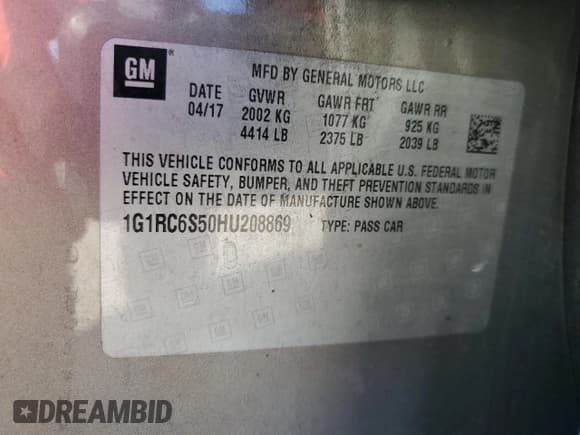 GM ®
MFD BY GENERAL MOTORS LLC
DATE GVWR GAWR FRT GAWR RR
04/17 2002 KG 1077 KG 925 KG
4414 LB 2375 LB 2039 LB
THIS VEHICLE CONFORMS TO ALL APPLICABLE U.S. FEDERAL MOTOR
VEHICLE SAFETY, BUMPER, AND THEFT PREVENTION STANDARDS IN
EFFECT ON THE DATE OF MANUFACTURE SHOWN ABOVE.
1G1RC6S50HU208869 TYPE: PASS CAR
DREAMBID